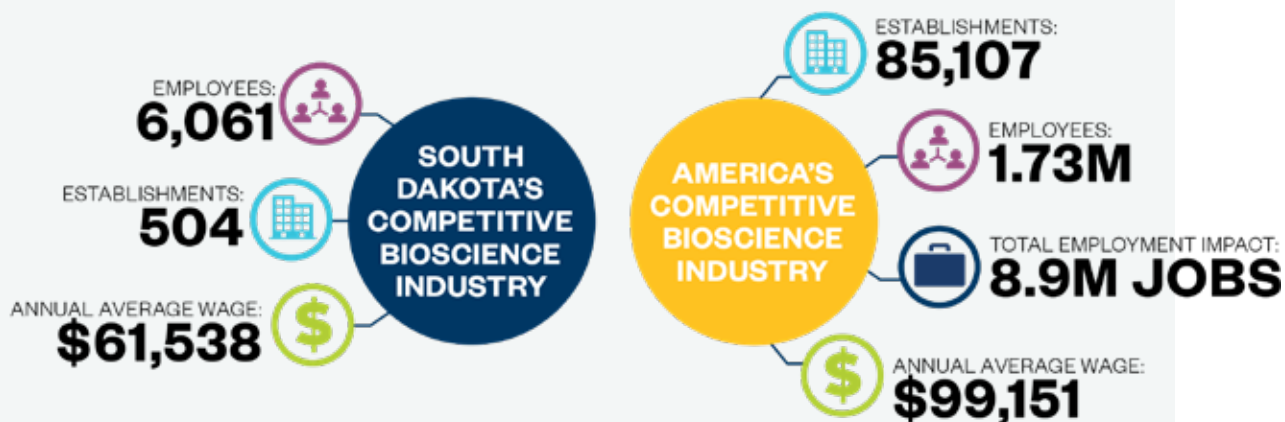 EMPLOYEES:
6,061
ESTABLISHMENTS:
504
ANNUAL AVERAGE WAGE:
$61,538
SOUTH
DAKOTA'S
COMPETITIVE
BIOSCIENCE
INDUSTRY
AMERICA'S
COMPETITIVE
BIOSCIENCE
INDUSTRY
ESTABLISHMENTS:
85,107
EMPLOYEES:
1.73M
TOTAL EMPLOYMENT IMPACT:
8.9M JOBS
ANNUAL AVERAGE WAGE:
$99,151